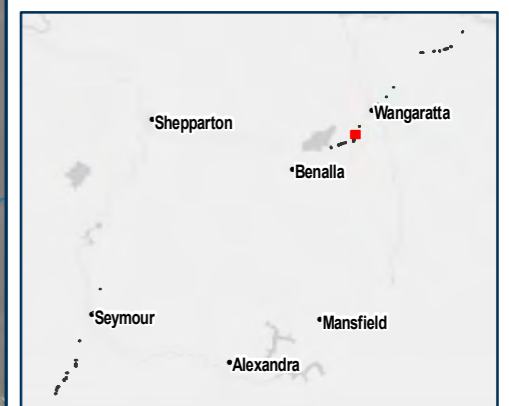 Wangaratta
Shepparton
Benalla
Seymour
Mansfield
Alexandra